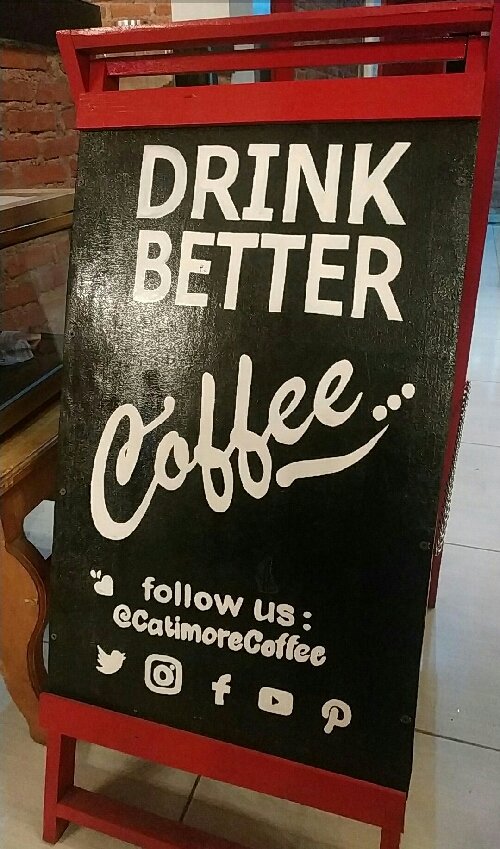 DRINK
BETTER
Coffee...
follow us:
@CatimoreCoffee